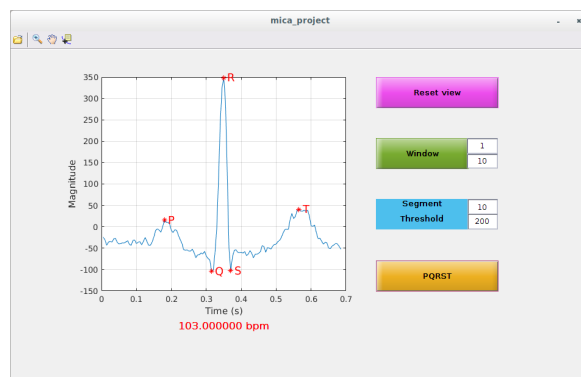 mica_project
Reset view
Window
1
10
Segment
Threshold
10
200
PQRST
350
300
250
200
150
100
50
0
-50
-100
-150
Magnitude
P
Q
R
S
T
0 0.1 0.2 0.3 0.4 0.5 0.6 0.7
Time (s)
103.000000 bpm